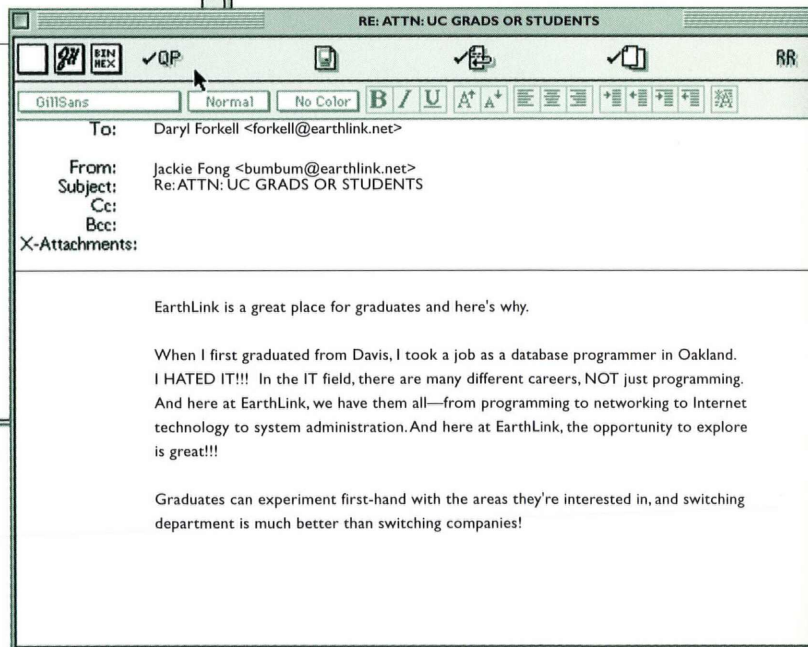 RE: ATTN: UC GRADS OR STUDENTS
BIN
HEX
QP
RR
GillSans Normal No Color B I U A A A
To: Daryl Forkell <forkell@earthlink.net>
From: Jackie Fong <bumbum@earthlink.net>
Subject: Re: ATTN: UC GRADS OR STUDENTS
Cc:
Bcc:
X-Attachments:
EarthLink is a great place for graduates and here's why.
When I first graduated from Davis, I took a job as a database programmer in Oakland.
I HATED IT!!! In the IT field, there are many different careers, NOT just programming.
And here at EarthLink, we have them all—from programming to networking to Internet
technology to system administration. And here at EarthLink, the opportunity to explore
is great!!!
Graduates can experiment first-hand with the areas they're interested in, and switching
department is much better than switching companies!